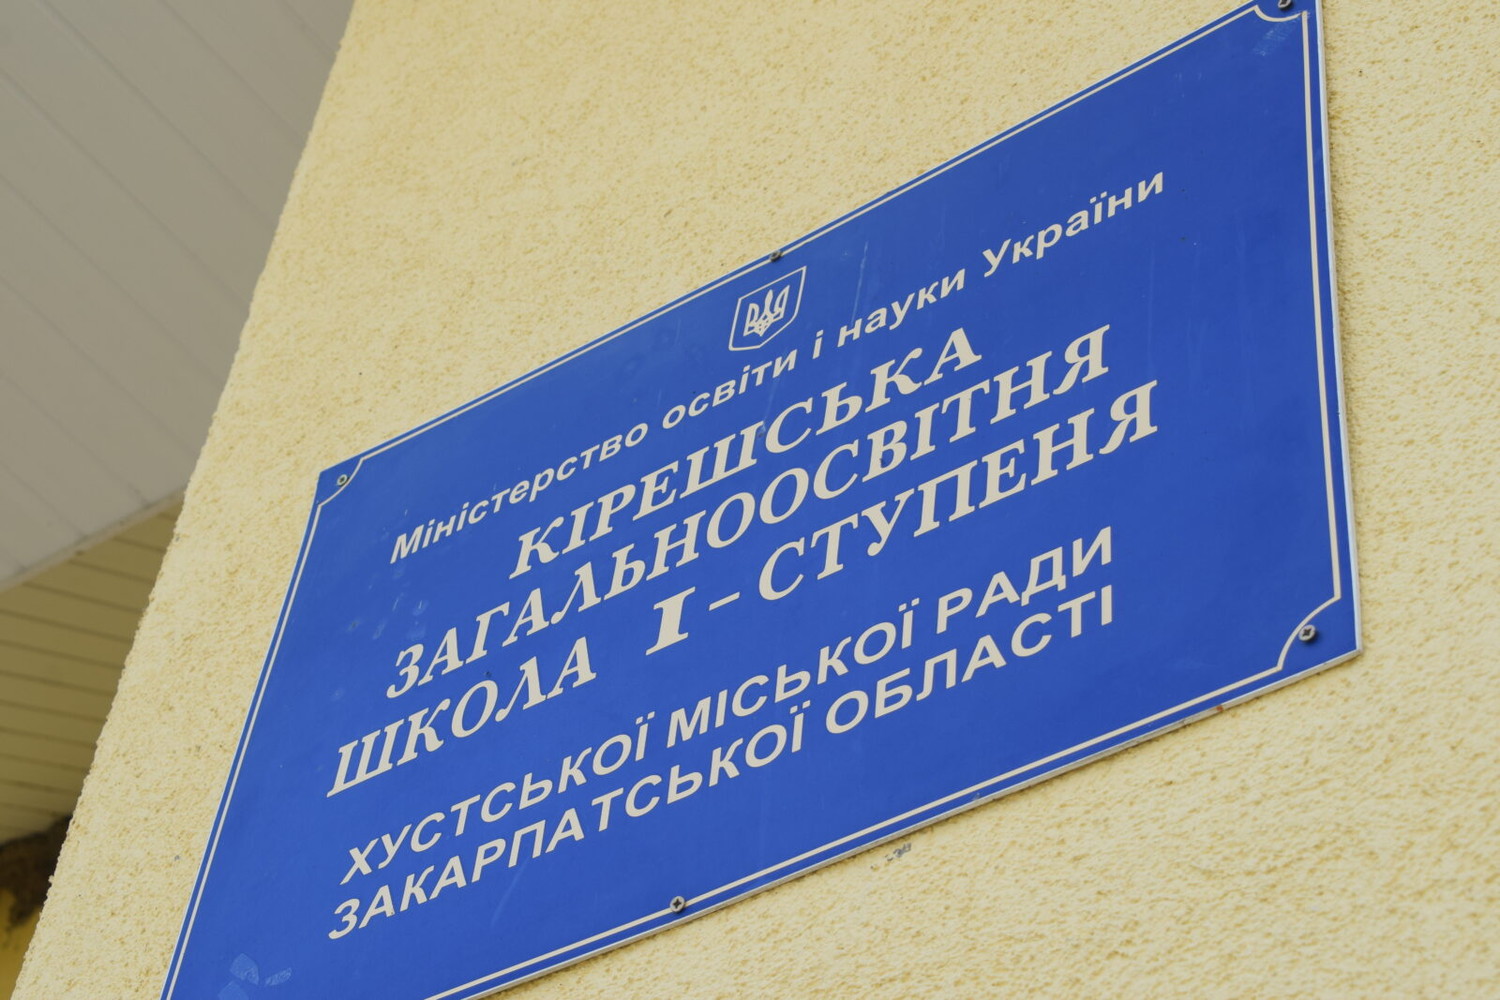 Міністерство освіти і науки України
КІРЕШСЬКА
ЗАГАЛЬНООСВІТНЯ
ШКОЛА І-СТУПЕНЯ
ХУСТСЬКОЇ МІСЬКОЇ РАДИ
ЗАКАРПАТСЬКОЇ ОБЛАСТІ